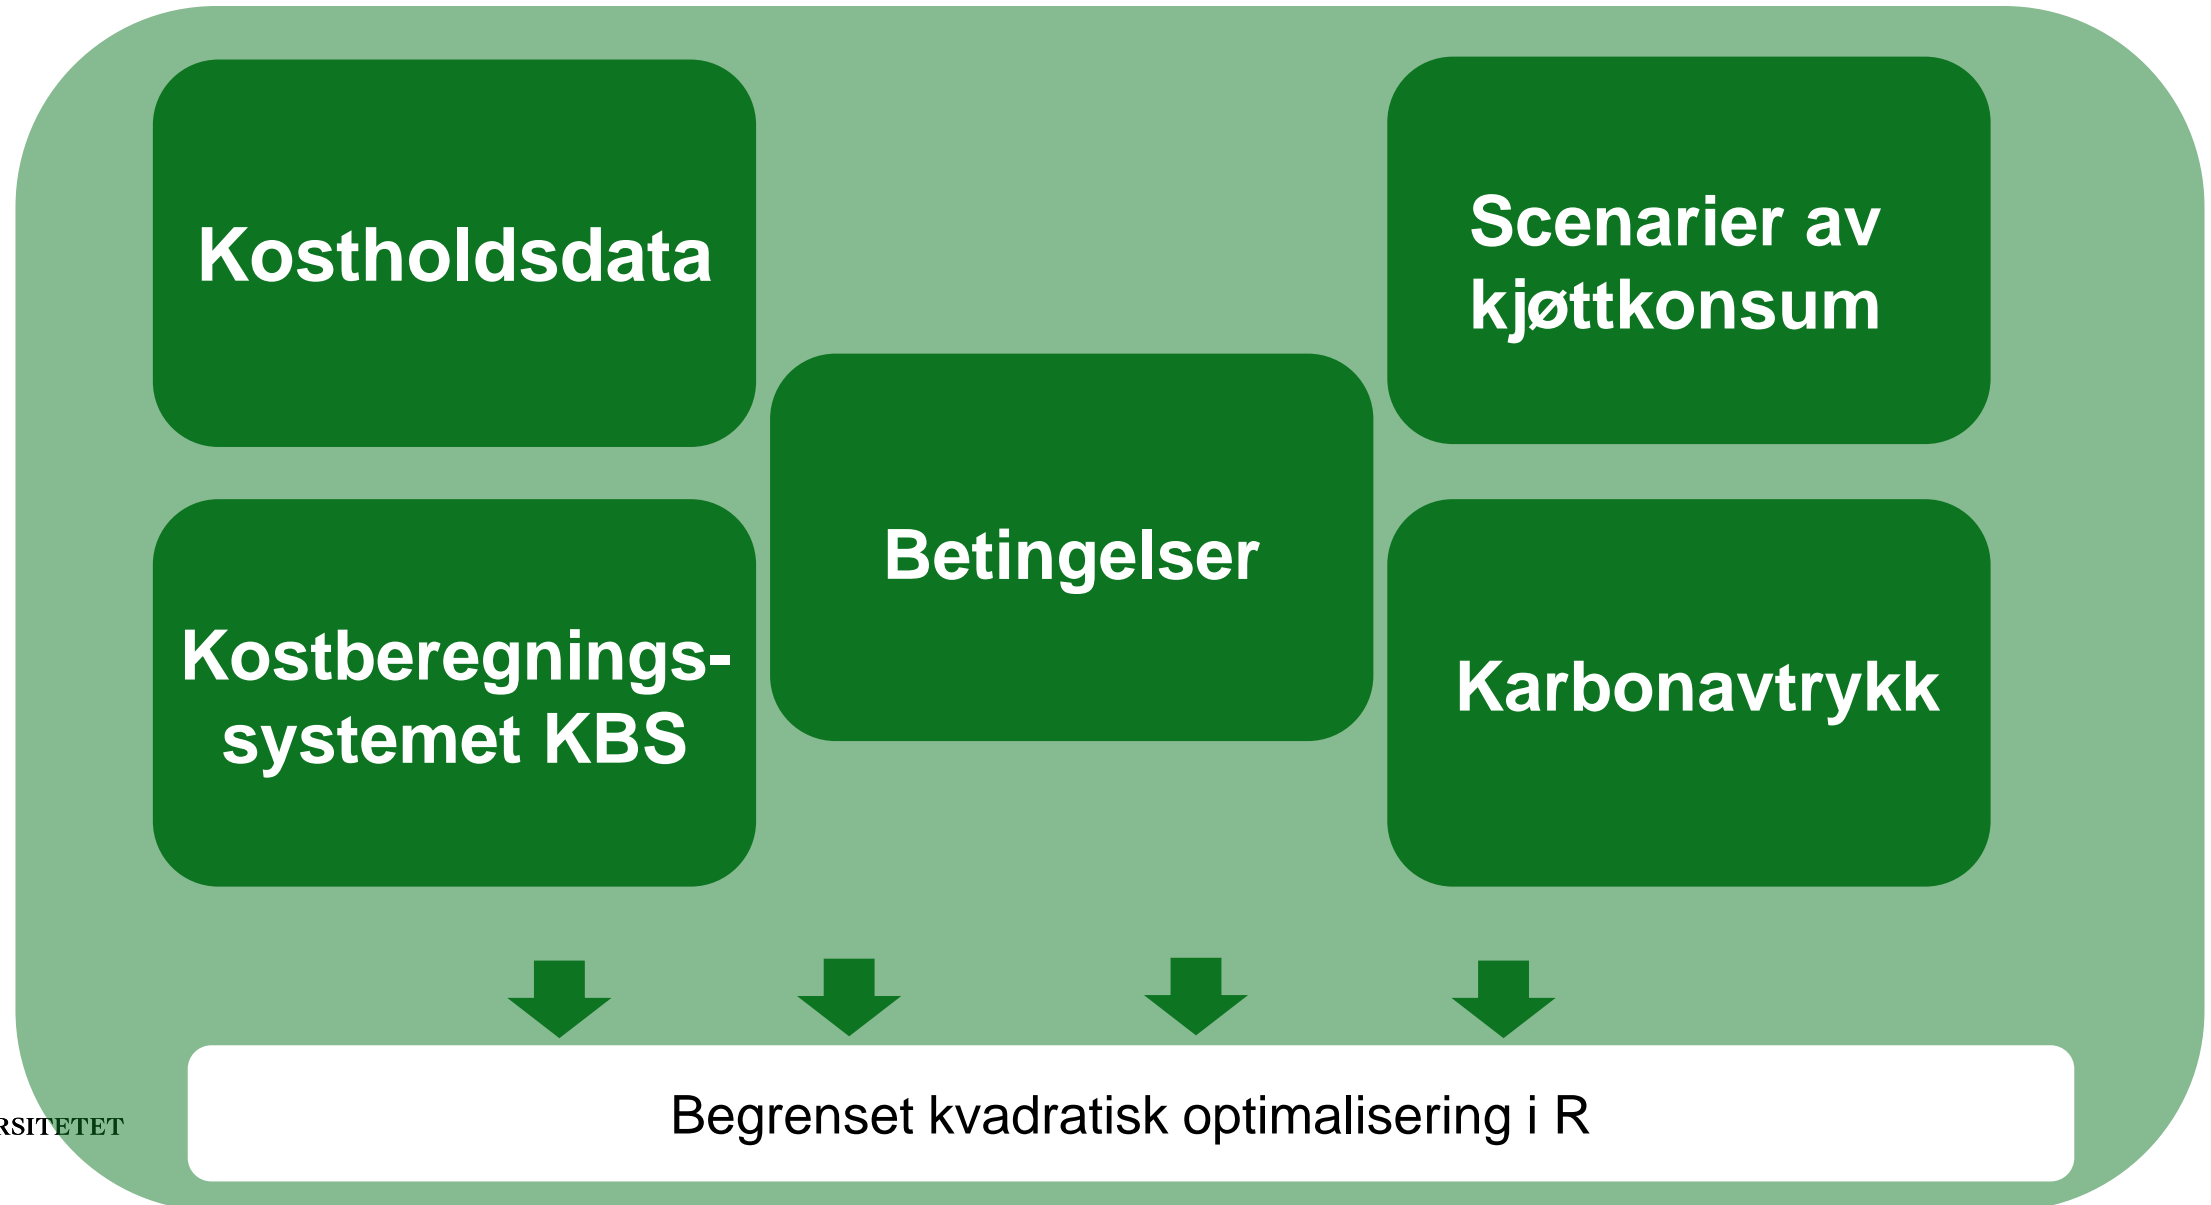 Kostholdsdata
Scenarier av
kjøttkonsum
Betingelser
Kostberegnings-
systemet KBS
Karbonavtrykk
Begrenset kvadratisk optimalisering i R
RSITETET